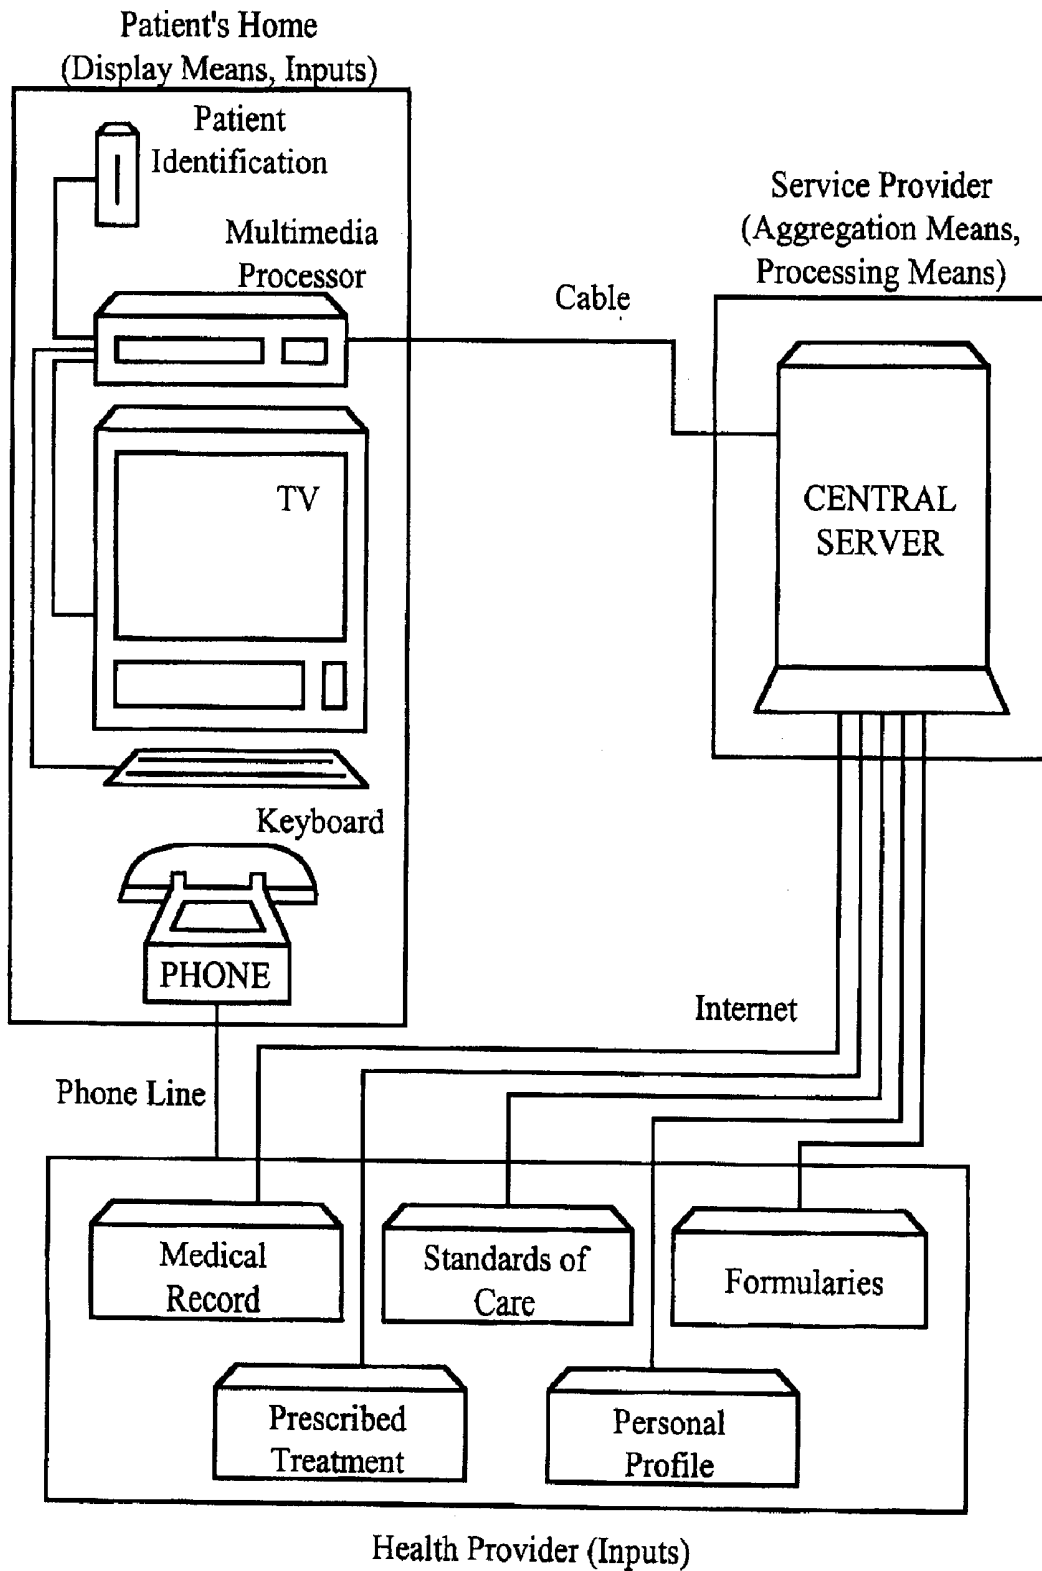 Patient's Home
(Display Means, Inputs)
Patient
Identification
Multimedia
Processor
TV
Keyboard
PHONE
Cable
Service Provider
(Aggregation Means,
Processing Means)
CENTRAL
SERVER
Internet
Phone Line
Medical
Record
Standards of
Care
Formularies
Prescribed
Treatment
Personal
Profile
Health Provider (Inputs)